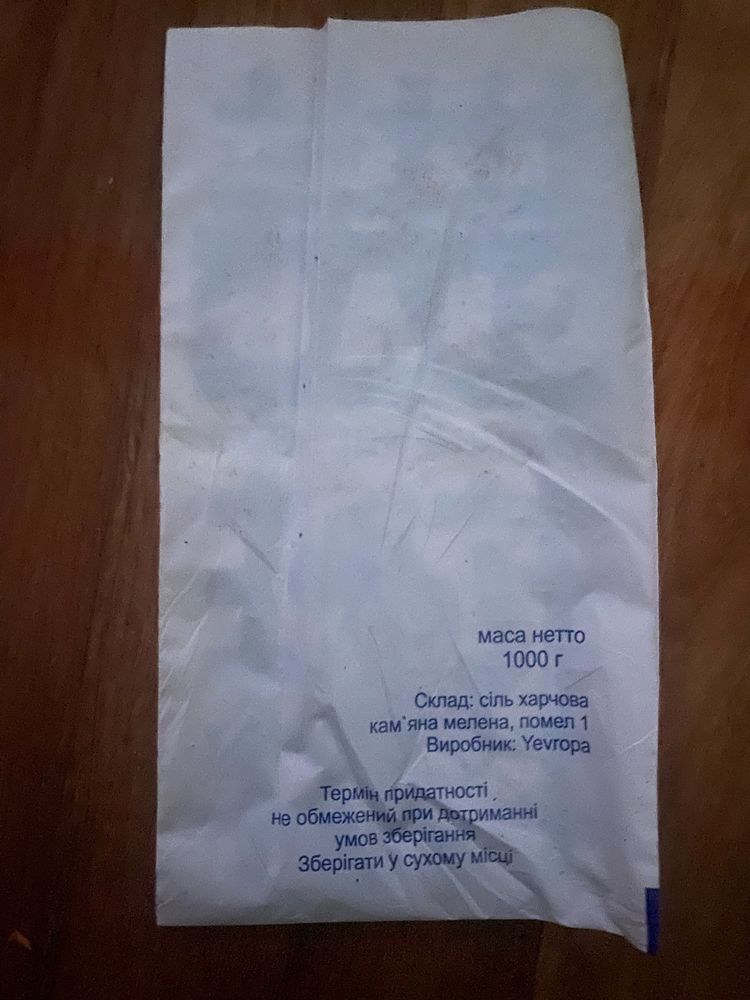 маса нетто
1000 г
Склад: сіль харчова
кам`яна мелена, помел 1
Виробник: Yevropa
Термін придатності
не обмежений при дотриманні
умов зберігання
Зберігати у сухому місці